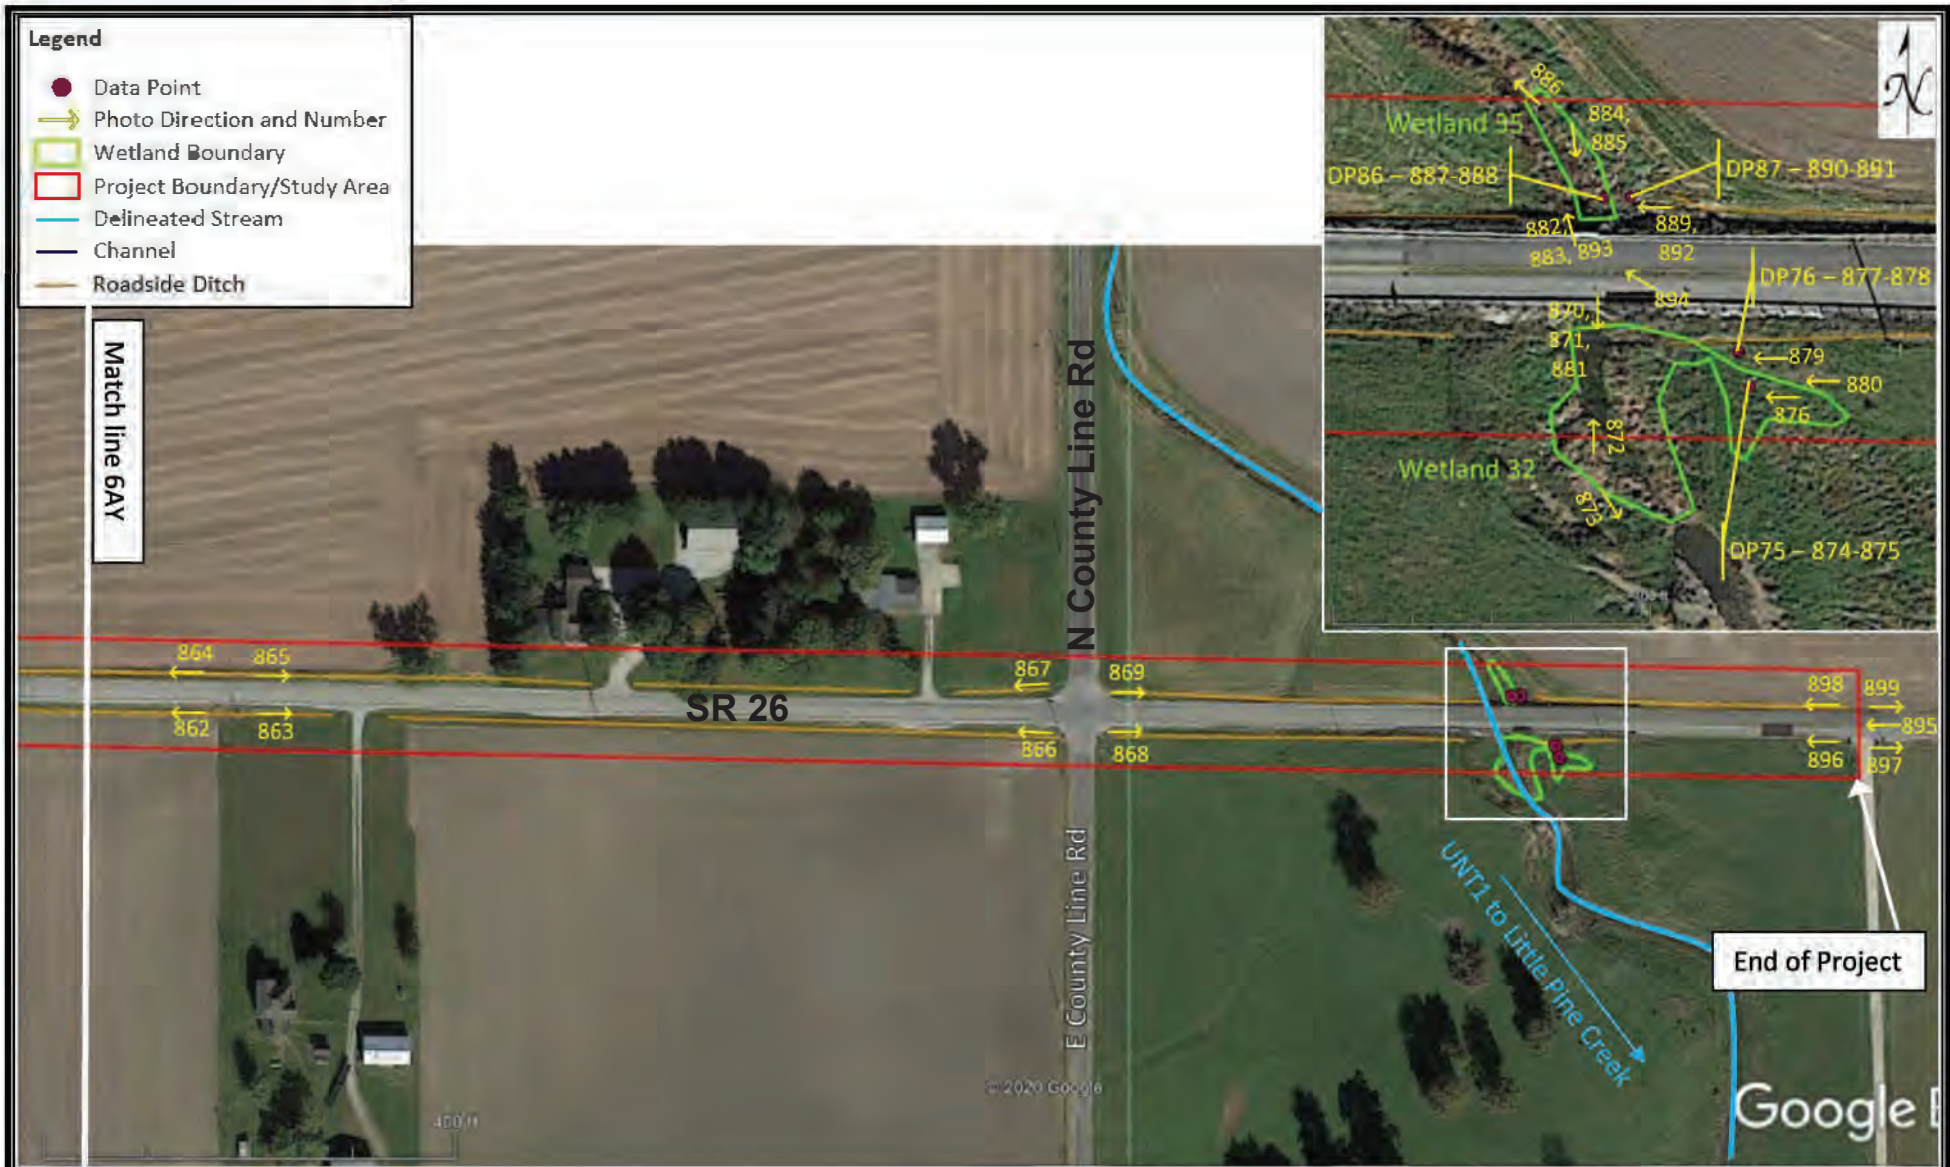 Legend
Data Point
Photo Direction and Number
Wetland Boundary
Project Boundary/Study Area
Delineated Stream
Channel
Roadside Ditch
Match line 6AY
N
886
Wetland 35
884,
885
DP86 – 887-888
DP87 – 890-891
882,
883, 893
889,
892
DP76 – 877-878
894
870,
871,
881
879
880
876
872
Wetland 32
873
DP75 – 874-875
N County Line Rd
864
865
867
869
898
899
SR 26
895
862
863
866
868
896
897
E County Line Rd
UNT1 to Little Pine Creek
End of Project
© 2020 Google
400 ft
Google E